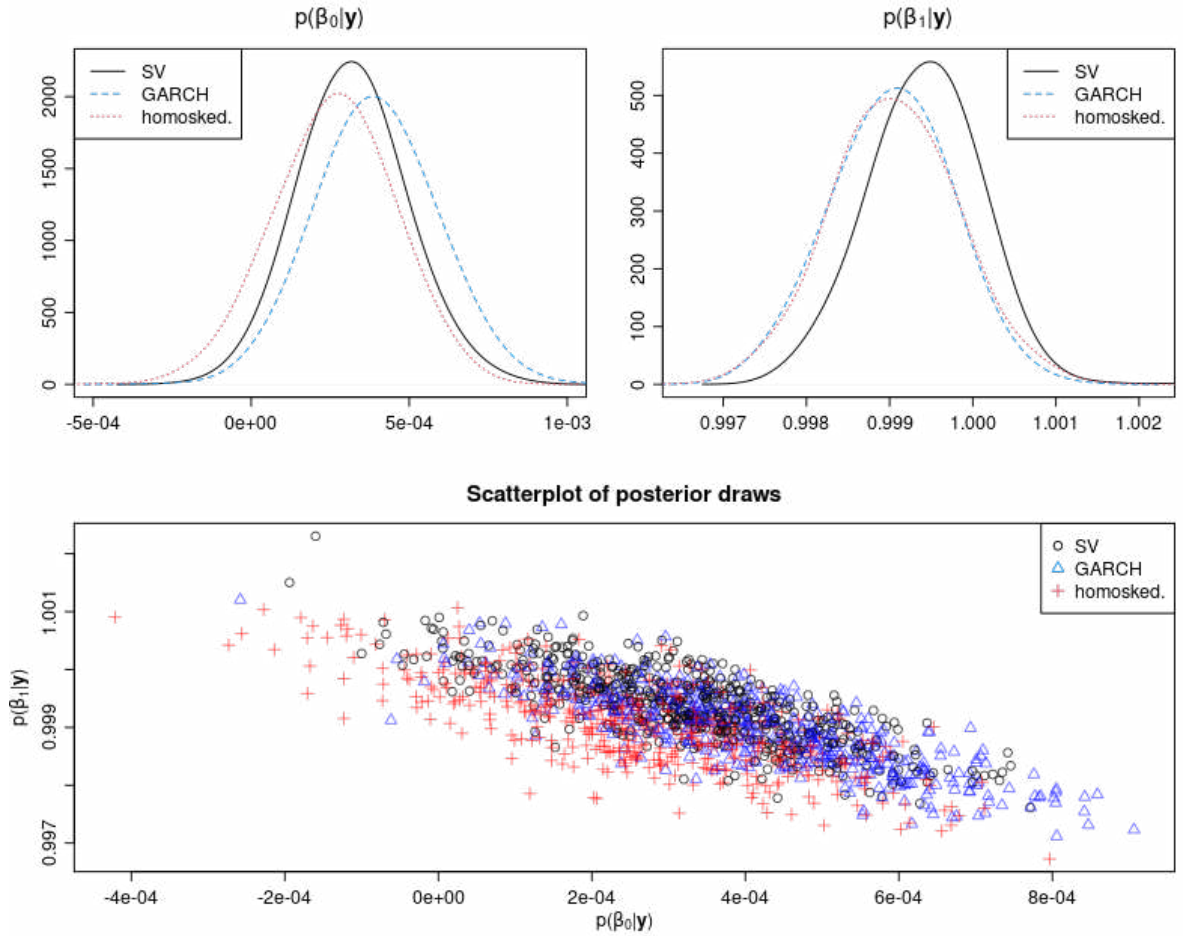 p(β₀|y)
SV
GARCH
homosked.
2000
1500
1000
500
0
-5e-04 0e+00 5e-04 1e-03
p(β₁|y)
SV
GARCH
homosked.
500
400
300
200
100
0
0.997 0.998 0.999 1.000 1.001 1.002
Scatterplot of posterior draws
SV
GARCH
homosked.
p(β₁|y)
1.001
0.999
0.997
-4e-04 -2e-04 0e+00 2e-04 4e-04 6e-04 8e-04
p(β₀|y)